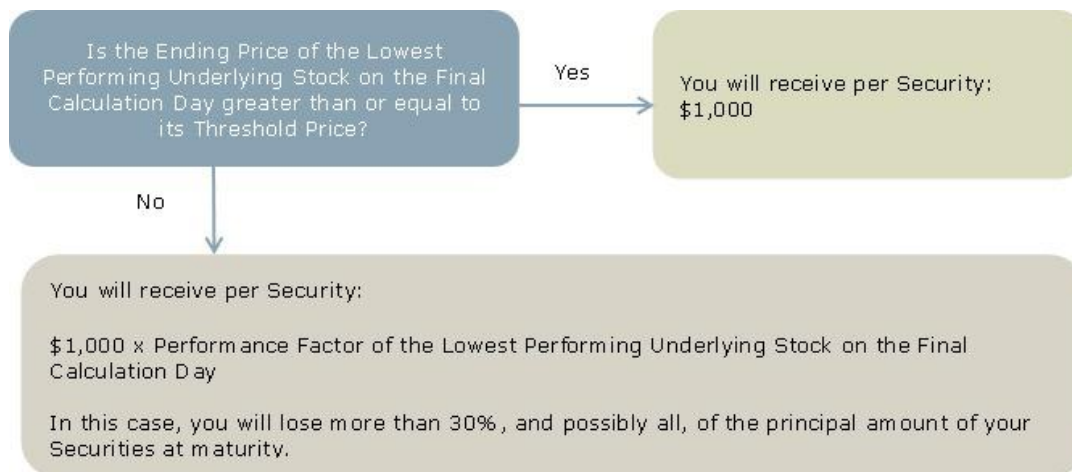 Is the Ending Price of the Lowest
Performing Underlying Stock on the Final
Calculation Day greater than or equal to
its Threshold Price?
Yes
You will receive per Security:
$1,000
No
You will receive per Security:
$1,000 x Performance Factor of the Lowest Performing Underlying Stock on the Final
Calculation Day
In this case, you will lose more than 30%, and possibly all, of the principal amount of your
Securities at maturity.